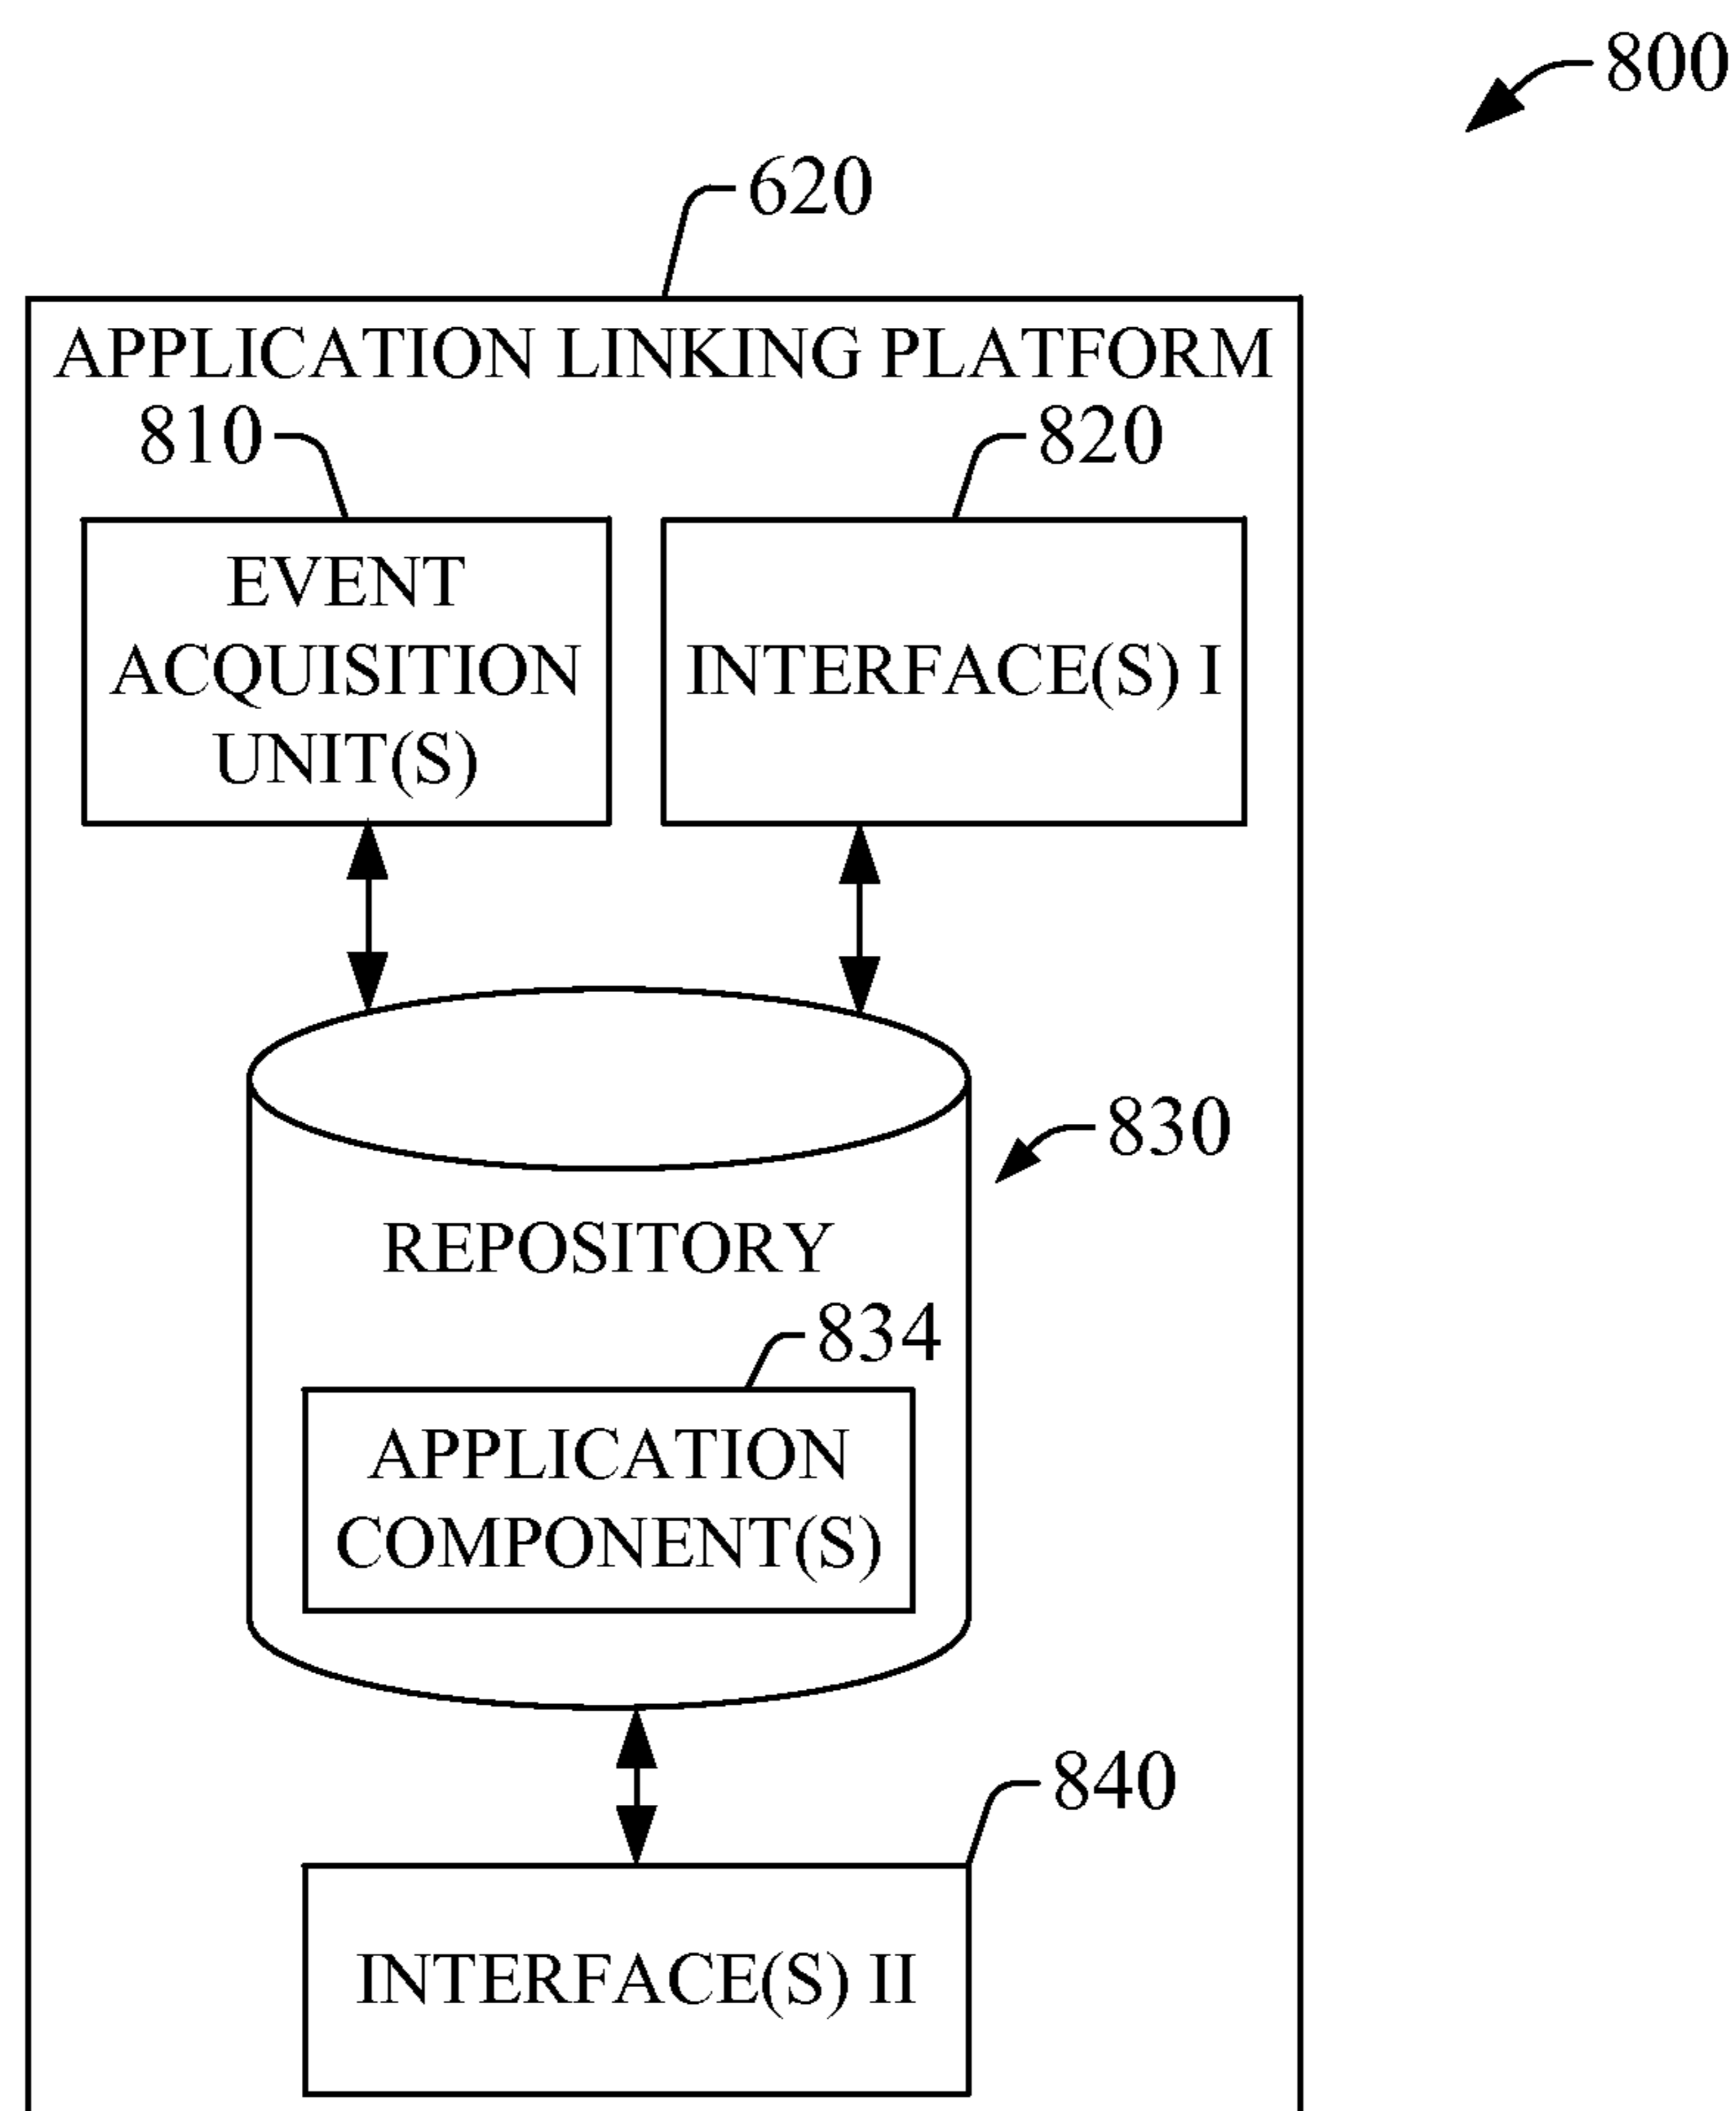 800
620
APPLICATION LINKING PLATFORM
810
820
EVENT
ACQUISITION
UNIT(S)
INTERFACE(S) I
830
REPOSITORY
834
APPLICATION
COMPONENT(S)
840
INTERFACE(S) II